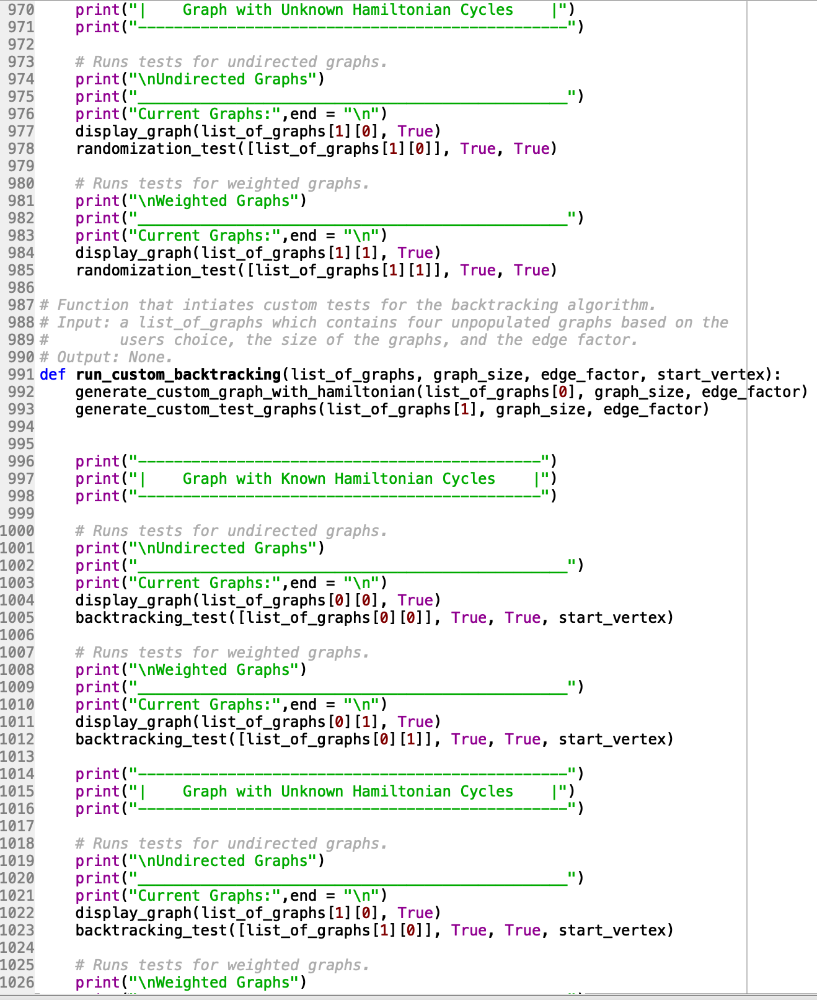 970     print("|    Graph with Unknown Hamiltonian Cycles    |")
971     print("------------------------------------------------")
972
973     # Runs tests for undirected graphs.
974     print("\nUndirected Graphs")
975     print("________________________________________________")
976     print("Current Graphs:",end = "\n")
977     display_graph(list_of_graphs[1][0], True)
978     randomization_test([list_of_graphs[1][0]], True, True)
979
980     # Runs tests for weighted graphs.
981     print("\nWeighted Graphs")
982     print("________________________________________________")
983     print("Current Graphs:",end = "\n")
984     display_graph(list_of_graphs[1][1], True)
985     randomization_test([list_of_graphs[1][1]], True, True)
986
987 # Function that intiates custom tests for the backtracking algorithm.
988 # Input: a list_of_graphs which contains four unpopulated graphs based on the
989 #        users choice, the size of the graphs, and the edge factor.
990 # Output: None.
991 def run_custom_backtracking(list_of_graphs, graph_size, edge_factor, start_vertex):
992     generate_custom_graph_with_hamiltonian(list_of_graphs[0], graph_size, edge_factor)
993     generate_custom_test_graphs(list_of_graphs[1], graph_size, edge_factor)
994
995
996     print("---------------------------------------------")
997     print("|    Graph with Known Hamiltonian Cycles    |")
998     print("---------------------------------------------")
999
1000     # Runs tests for undirected graphs.
1001     print("\nUndirected Graphs")
1002     print("________________________________________________")
1003     print("Current Graphs:",end = "\n")
1004     display_graph(list_of_graphs[0][0], True)
1005     backtracking_test([list_of_graphs[0][0]], True, True, start_vertex)
1006
1007     # Runs tests for weighted graphs.
1008     print("\nWeighted Graphs")
1009     print("________________________________________________")
1010     print("Current Graphs:",end = "\n")
1011     display_graph(list_of_graphs[0][1], True)
1012     backtracking_test([list_of_graphs[0][1]], True, True, start_vertex)
1013
1014     print("------------------------------------------------")
1015     print("|    Graph with Unknown Hamiltonian Cycles    |")
1016     print("------------------------------------------------")
1017
1018     # Runs tests for undirected graphs.
1019     print("\nUndirected Graphs")
1020     print("________________________________________________")
1021     print("Current Graphs:",end = "\n")
1022     display_graph(list_of_graphs[1][0], True)
1023     backtracking_test([list_of_graphs[1][0]], True, True, start_vertex)
1024
1025     # Runs tests for weighted graphs.
1026     print("\nWeighted Graphs")